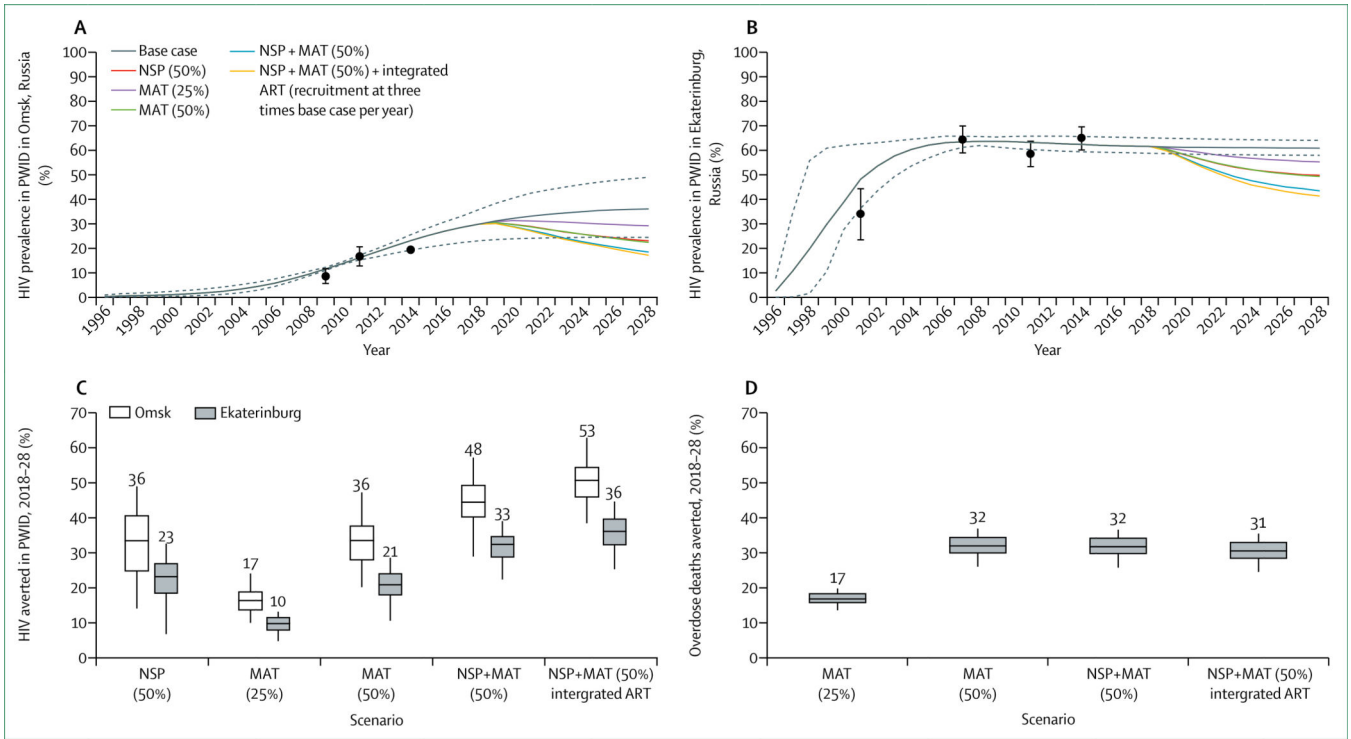 A
HIV prevalence in PWID in Omsk, Russia
(%)
100
90
80
70
60
50
40
30
20
10
0
Base case
NSP (50%)
MAT (25%)
MAT (50%)
NSP + MAT (50%)
NSP + MAT (50%) + integrated
ART (recruitment at three
times base case per year)
1996
1998
2000
2002
2004
2006
2008
2010
2012
2014
2016
2018
2020
2022
2024
2026
2028
Year
B
HIV prevalence in PWID in Ekaterinburg,
Russia (%)
100
90
80
70
60
50
40
30
20
10
0
1996
1998
2000
2002
2004
2006
2008
2010
2012
2014
2016
2018
2020
2022
2024
2026
2028
Year
C
HIV averted in PWID, 2018–28 (%)
70
60
50
40
30
20
10
0
Omsk
Ekaterinburg
36
23
17
10
36
21
48
33
53
36
NSP
(50%)
MAT
(25%)
MAT
(50%)
NSP+MAT
(50%)
NSP+MAT (50%)
intergrated ART
Scenario
D
Overdose deaths averted, 2018–28 (%)
70
60
50
40
30
20
10
0
17
32
32
31
MAT
(25%)
MAT
(50%)
NSP+MAT
(50%)
NSP+MAT (50%)
intergrated ART
Scenario